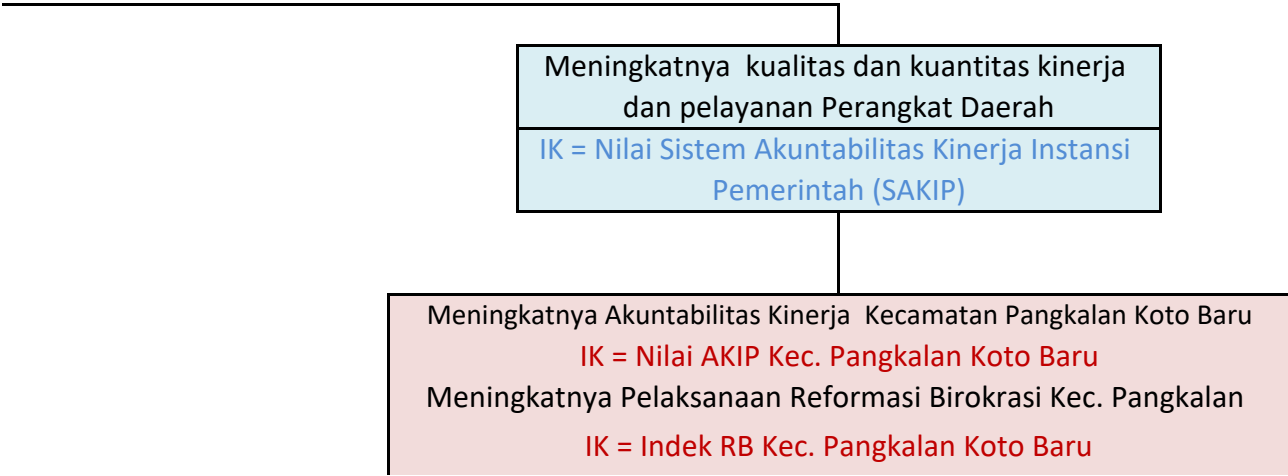 Meningkatnya kualitas dan kuantitas kinerja
dan pelayanan Perangkat Daerah
IK = Nilai Sistem Akuntabilitas Kinerja Instansi
Pemerintah (SAKIP)
Meningkatnya Akuntabilitas Kinerja Kecamatan Pangkalan Koto Baru
IK = Nilai AKIP Kec. Pangkalan Koto Baru
Meningkatnya Pelaksanaan Reformasi Birokrasi Kec. Pangkalan
IK = Indek RB Kec. Pangkalan Koto Baru